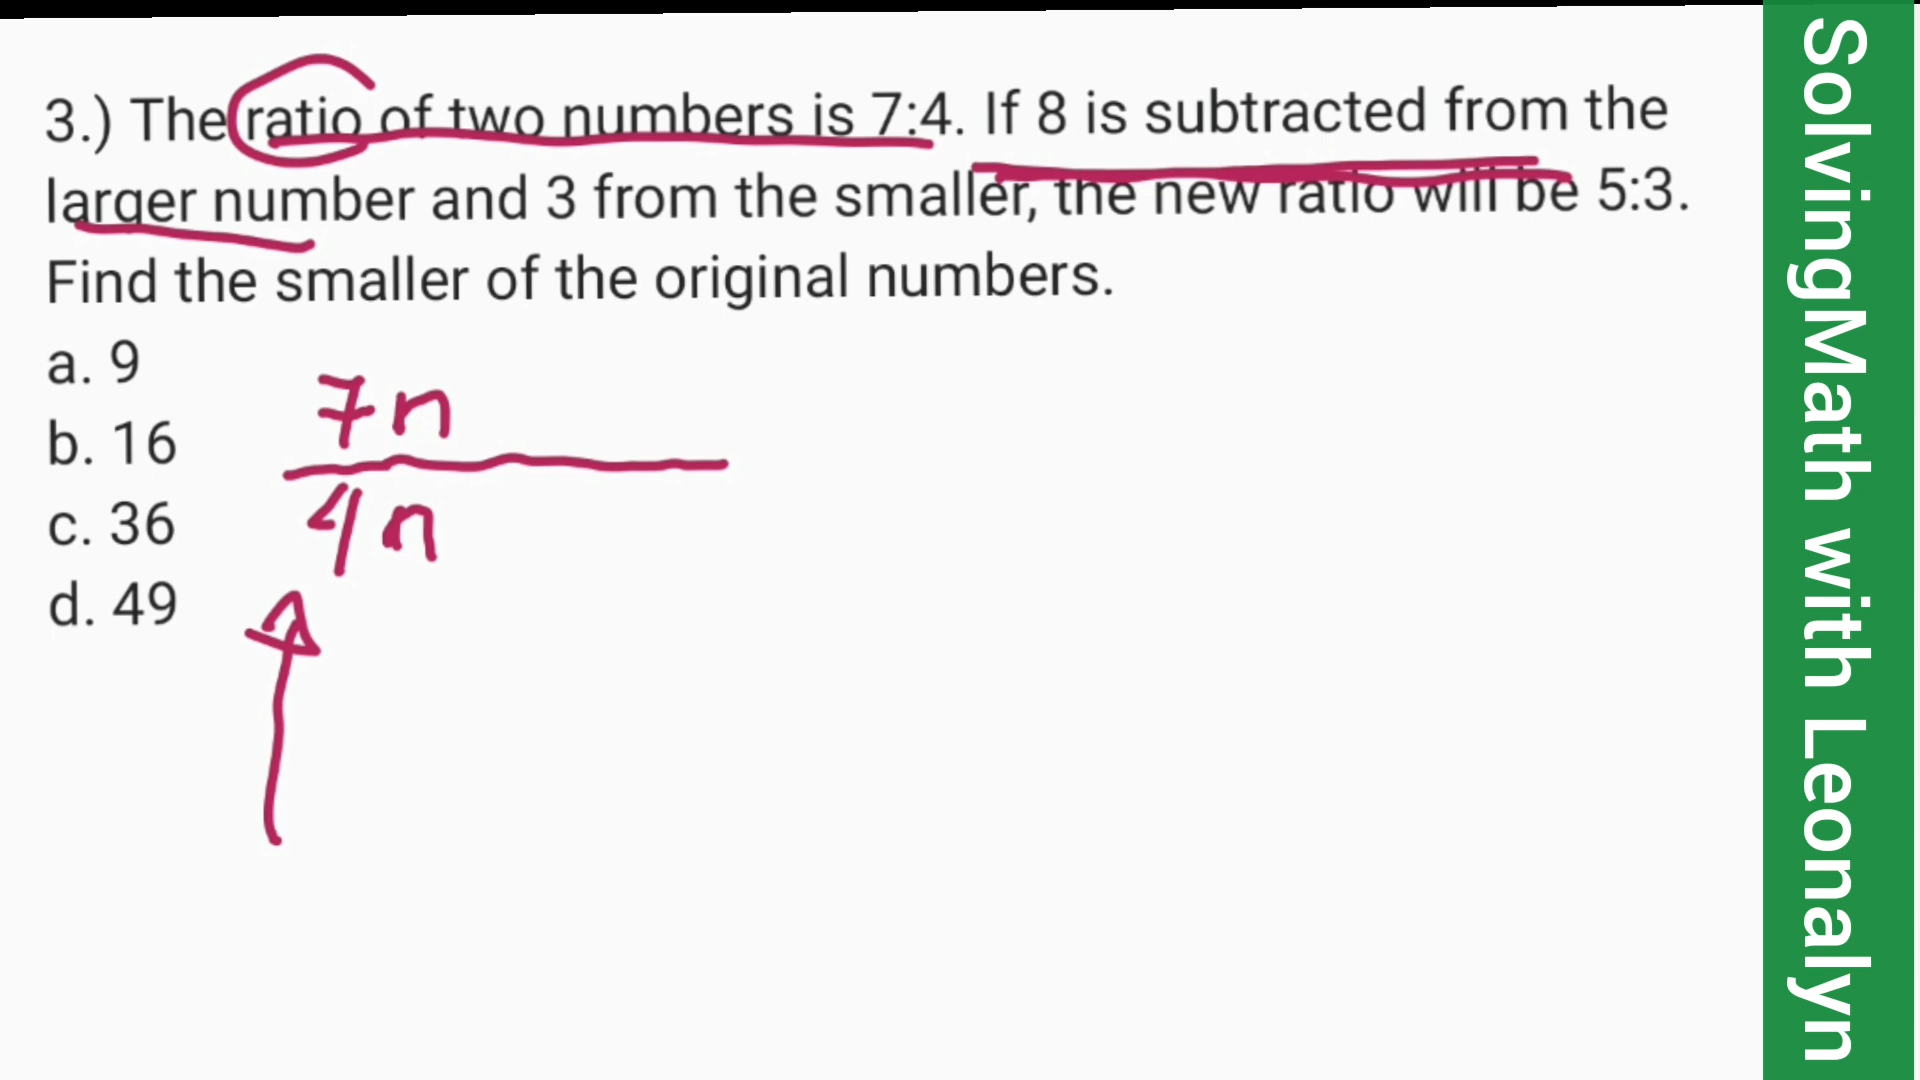 3.) The ratio of two numbers is 7:4. If 8 is subtracted from the
larger number and 3 from the smaller, the new ratio will be 5:3.
Find the smaller of the original numbers.
a. 9
b. 16
c. 36
d. 49
7n
4n
SolvingMath with Leonalyn